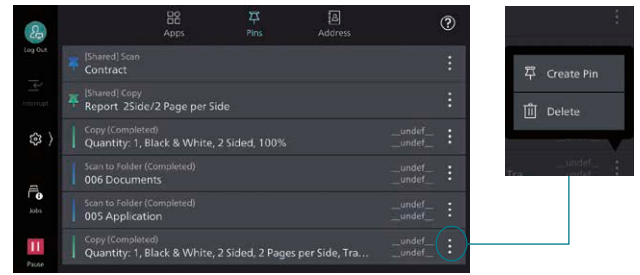 Apps
Pins
Address
?
Log Out
Interrupt
Jobs
Pause
[Shared] Scan
Contract
[Shared] Copy
Report 2Side/2 Page per Side
Copy (Completed)
Quantity: 1, Black & White, 2 Sided, 100%
__undef__
__undef__
Scan to Folder (Completed)
006 Documents
__undef__
__undef__
Scan to Folder (Completed)
005 Application
__undef__
__undef__
Copy (Completed)
Quantity: 1, Black & White, 2 Sided, 2 Pages per Side, Tra...
__undef__
__undef__
Create Pin
Delete
__undef__
Tra... __undef__